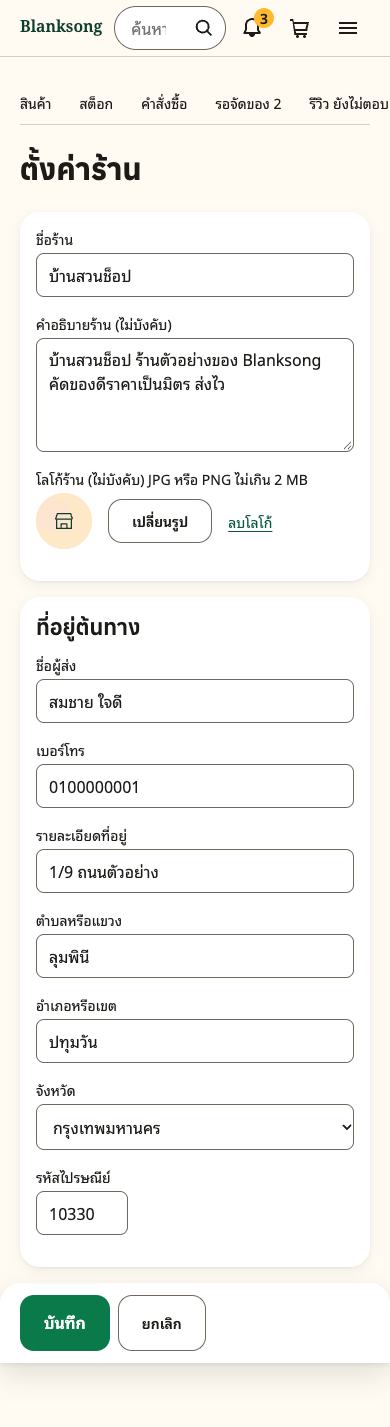 Blanksong
ค้นหา
3
สินค้า สต็อก คำสั่งซื้อ รอจัดของ 2 รีวิว ยังไม่ตอบ
ตั้งค่าร้าน
ชื่อร้าน
บ้านสวนช็อป
คำอธิบายร้าน (ไม่บังคับ)
บ้านสวนช็อป ร้านตัวอย่างของ Blanksong
คัดของดีราคาเป็นมิตร ส่งไว
โลโก้ร้าน (ไม่บังคับ) JPG หรือ PNG ไม่เกิน 2 MB
เปลี่ยนรูป
ลบโลโก้
ที่อยู่ต้นทาง
ชื่อผู้ส่ง
สมชาย ใจดี
เบอร์โทร
0100000001
รายละเอียดที่อยู่
1/9 ถนนตัวอย่าง
ตำบลหรือแขวง
ลุมพินี
อำเภอหรือเขต
ปทุมวัน
จังหวัด
กรุงเทพมหานคร
รหัสไปรษณีย์
10330
บันทึก
ยกเลิก